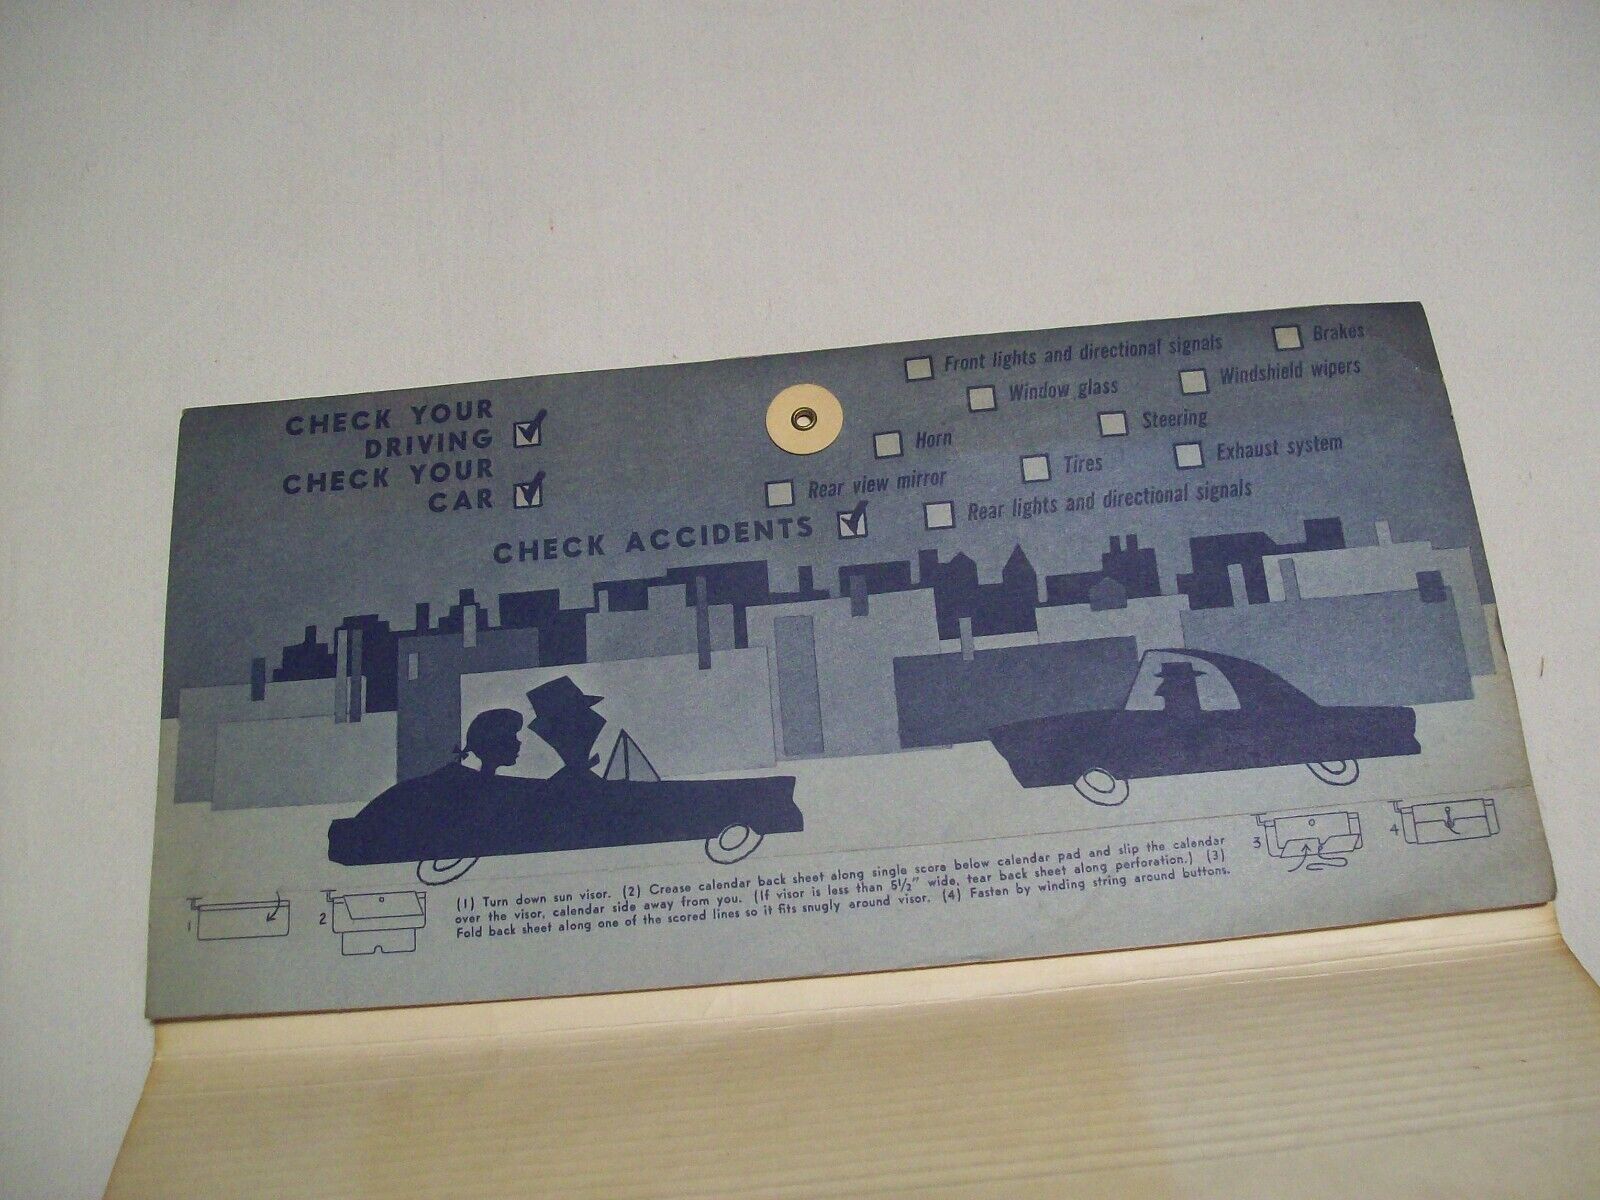 CHECK YOUR
DRIVING
CHECK YOUR
CAR
CHECK ACCIDENTS
Front lights and directional signals
Brakes
Window glass
Windshield wipers
Horn
Steering
Rear view mirror
Tires
Exhaust system
Rear lights and directional signals
1
2
(1) Turn down sun visor. (2) Crease calendar back sheet along single score below calendar pad and slip the calendar
over the visor, calendar side away from you. (If visor is less than 5½" wide, tear back sheet along perforation.) (3)
Fold back sheet along one of the scored lines so it fits snugly around visor. (4) Fasten by winding string around buttons.
3
4